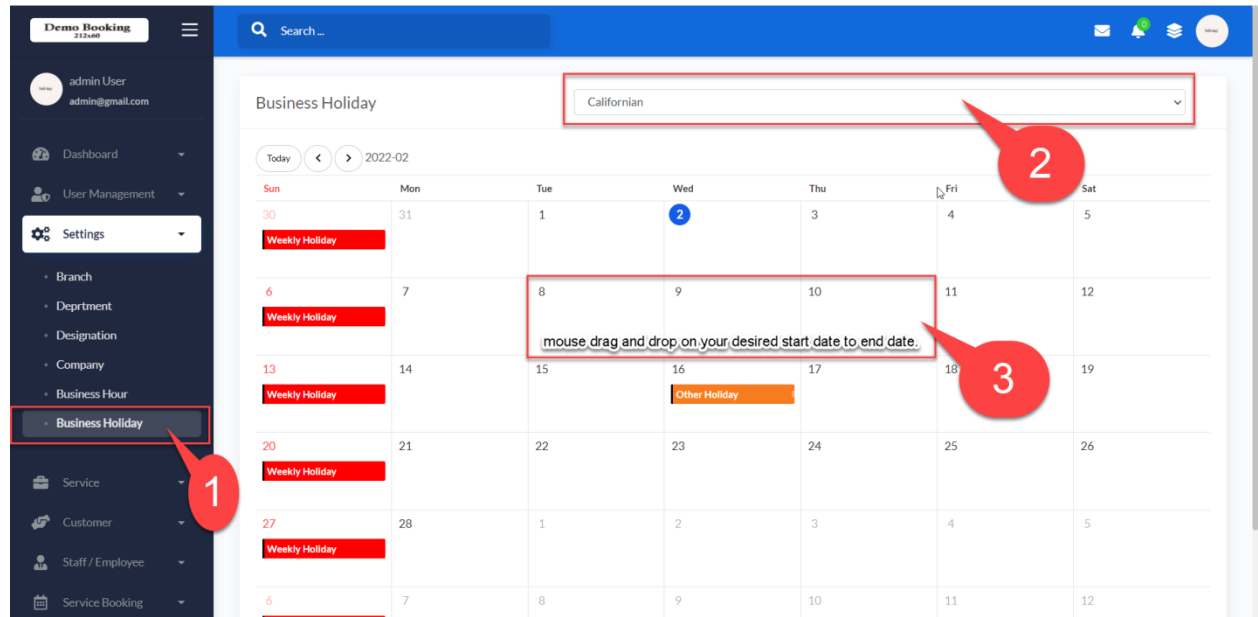 Demo Booking
212x60
Search ...
0
admin User
admin@gmail.com
Business Holiday
Californian
2
Dashboard
User Management
Settings
Branch
Deprtment
Designation
Company
Business Hour
Business Holiday
1
Service
Customer
Staff / Employee
Service Booking
Today 2022-02
Sun Mon Tue Wed Thu Fri Sat
30 31 1 2 3 4 5
Weekly Holiday
6 7 8 9 10 11 12
Weekly Holiday
mouse drag and drop on your desired start date to end date.
3
13 14 15 16 17 18 19
Weekly Holiday Other Holiday
20 21 22 23 24 25 26
Weekly Holiday
27 28 1 2 3 4 5
Weekly Holiday
6 7 8 9 10 11 12